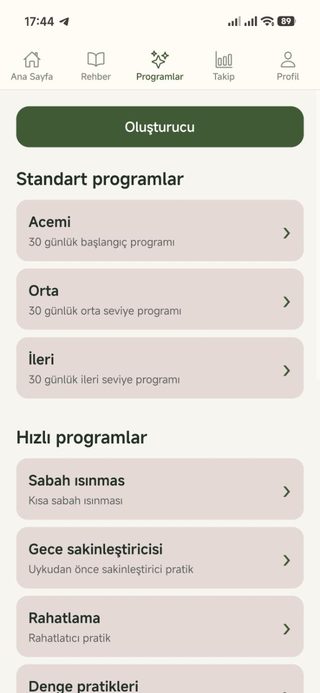 17:44
89
Ana Sayfa
Rehber
Programlar
Takip
Profil
Oluşturucu
Standart programlar
Acemi
30 günlük başlangıç programı
Orta
30 günlük orta seviye programı
İleri
30 günlük ileri seviye programı
Hızlı programlar
Sabah ısınmas
Kısa sabah ısınması
Gece sakinleştiricisi
Uykudan önce sakinleştirici pratik
Rahatlama
Rahatlatıcı pratik
Denge pratikleri